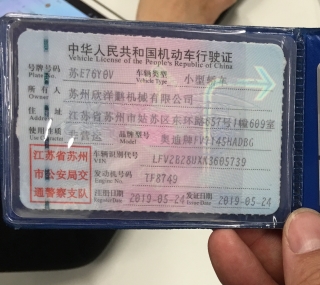 中华人民共和国机动车行驶证
Vehicle License of the People's Republic of China
号牌号码 苏E76Y0V 车辆类型 小型轿车
Plate No. Vehicle Type
所有人 苏州欣洋魁机械有限公司
Owner
住址 江苏省苏州市姑苏区东环路857号1幢609室
Address
使用性质 非营运 品牌型号 奥迪牌FV7145HADBG
Use Character Model
江苏省苏州
市公安局交
通警察支队
车辆识别代号 LFV2B28UXK3605739
VIN
发动机号码 ZF8749
Engine No.
注册日期 2019-05-24 发证日期 2019-05-24
Register Date Issue Date